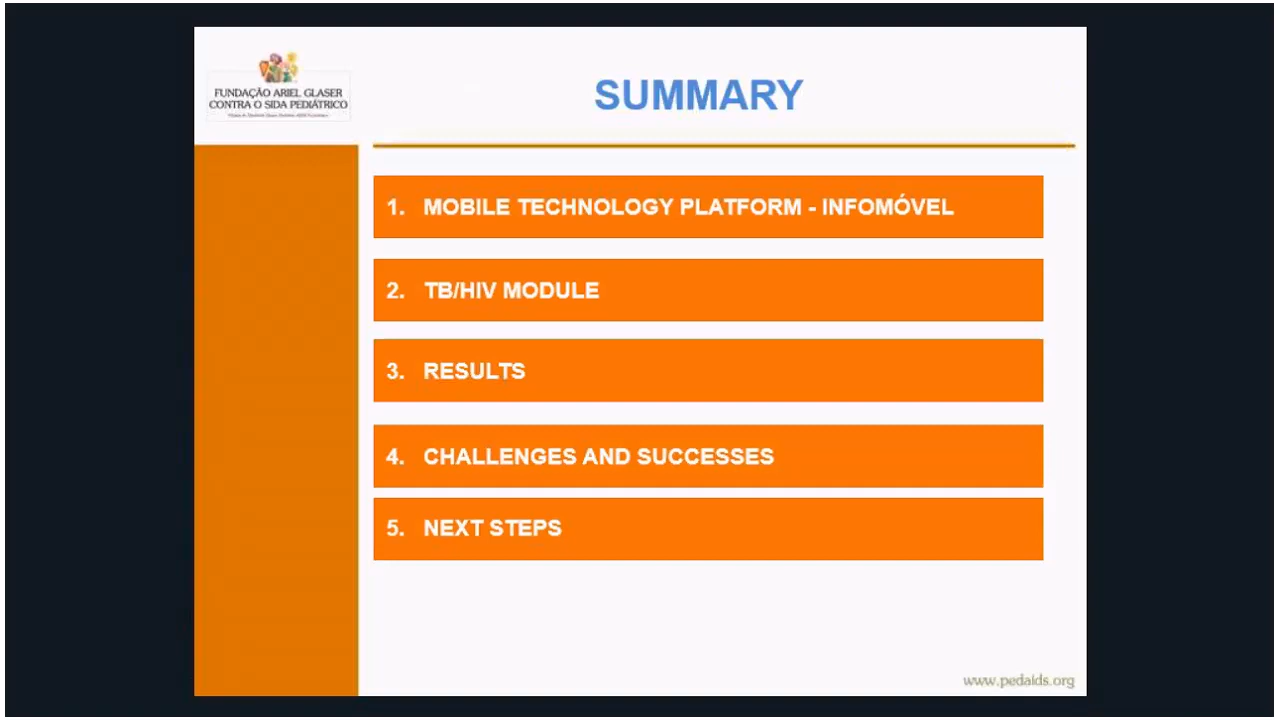 FUNDAÇÃO ARIEL GLASER
CONTRA O SIDA PEDIÁTRICO
SUMMARY
1. MOBILE TECHNOLOGY PLATFORM - INFOMÓVEL
2. TB/HIV MODULE
3. RESULTS
4. CHALLENGES AND SUCCESSES
5. NEXT STEPS
www.pedaids.org